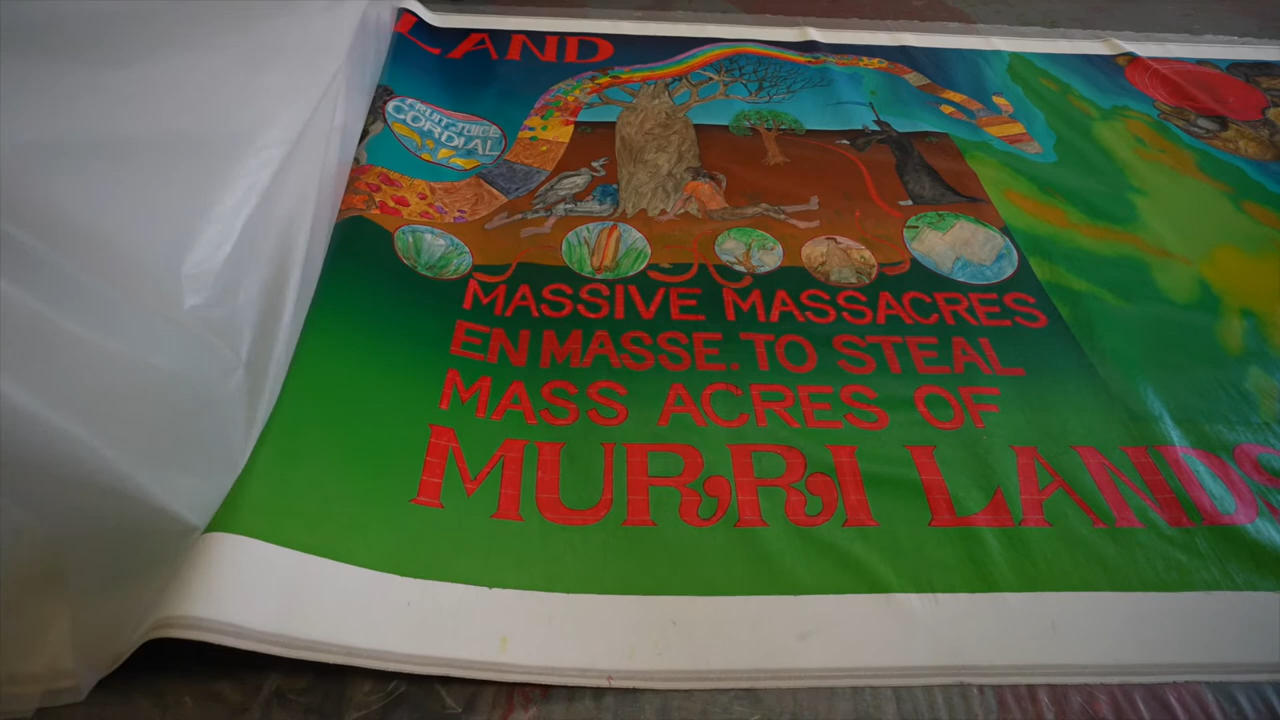 LAND
FRUIT JUICE
CORDIAL
MASSIVE MASSACRES
EN MASSE. TO STEAL
MASS ACRES OF
MURRI LANDS